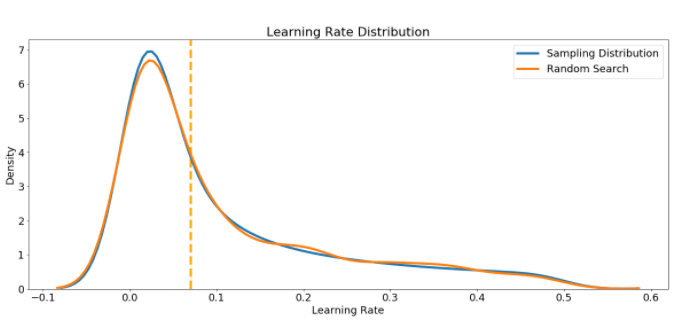 Learning Rate Distribution
Sampling Distribution
Random Search
Density
7
6
5
4
3
2
1
0
−0.1 0.0 0.1 0.2 0.3 0.4 0.5 0.6
Learning Rate